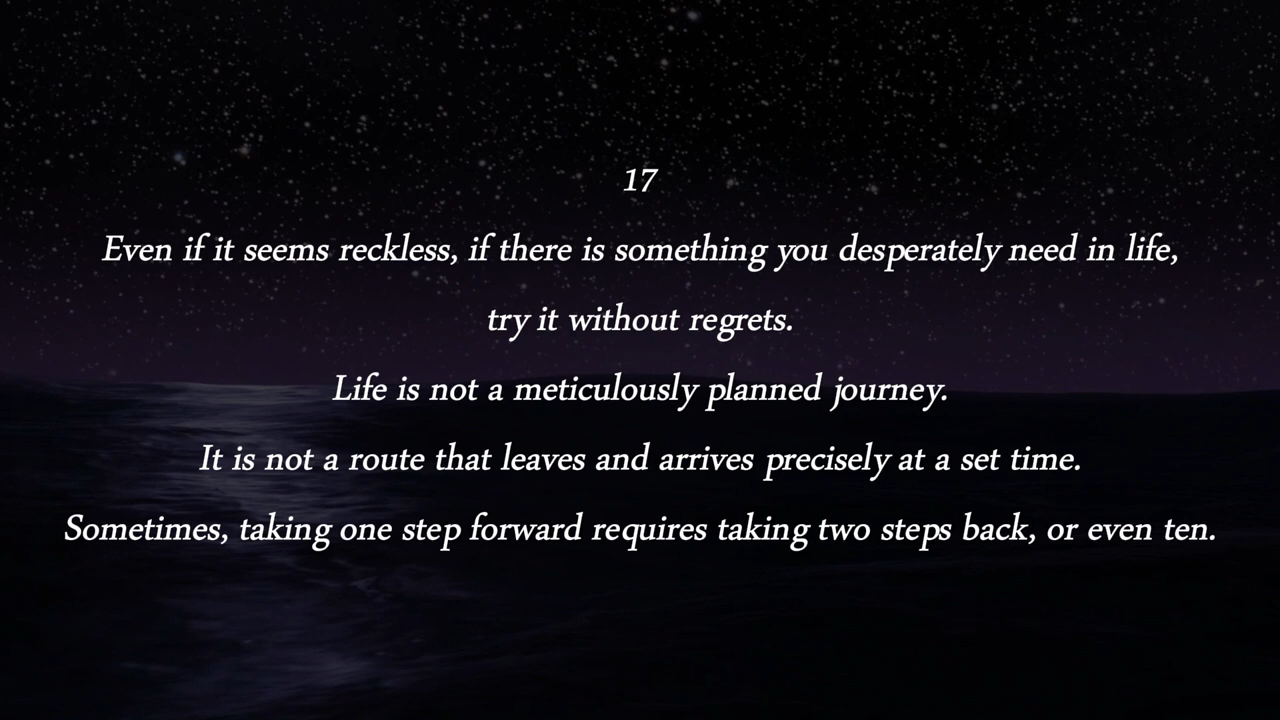 17
Even if it seems reckless, if there is something you desperately need in life,
try it without regrets.
Life is not a meticulously planned journey.
It is not a route that leaves and arrives precisely at a set time.
Sometimes, taking one step forward requires taking two steps back, or even ten.